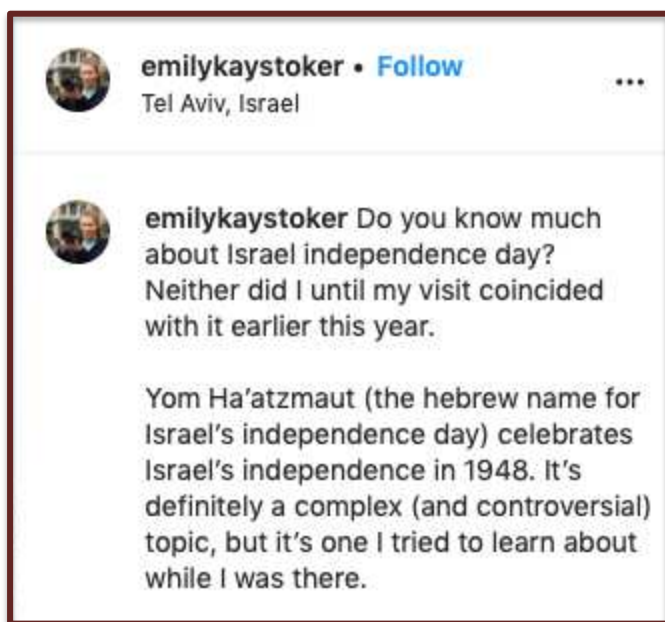 emilykaystoker • Follow
Tel Aviv, Israel
emilykaystoker Do you know much
about Israel independence day?
Neither did I until my visit coincided
with it earlier this year.
Yom Ha'atzmaut (the hebrew name for
Israel's independence day) celebrates
Israel's independence in 1948. It's
definitely a complex (and controversial)
topic, but it's one I tried to learn about
while I was there.